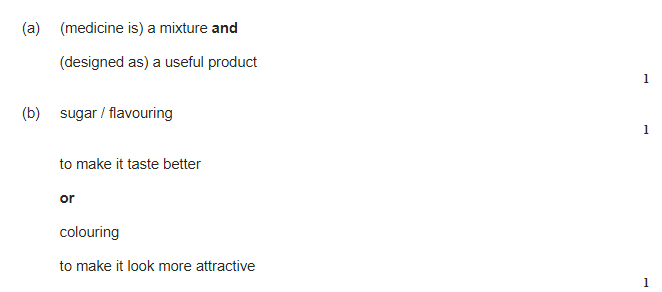 (a) (medicine is) a mixture and
(designed as) a useful product
1
(b) sugar / flavouring
1
to make it taste better
or
colouring
to make it look more attractive
1